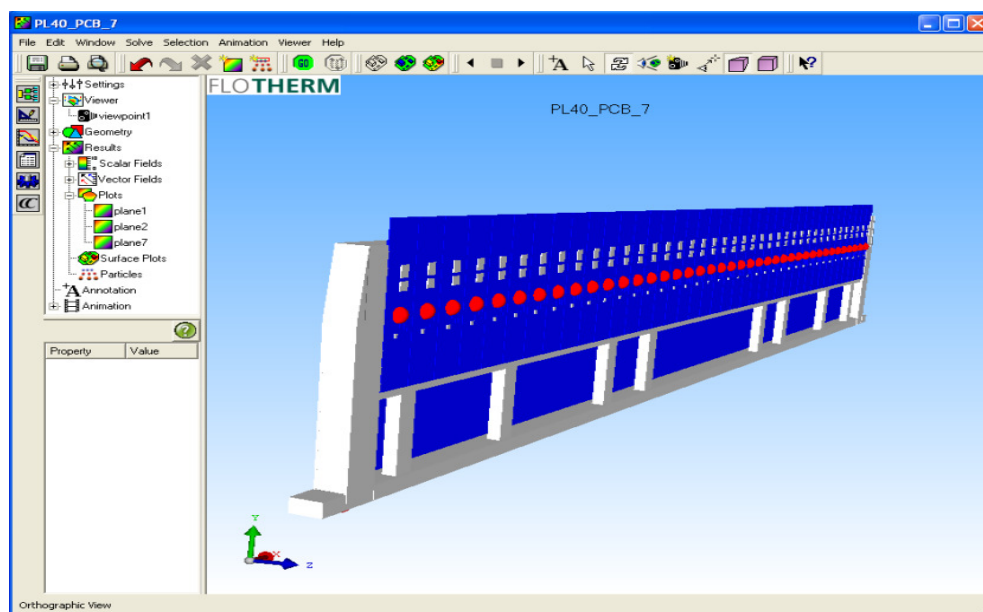 PL40_PCB_7
File Edit Window Solve Selection Animation Viewer Help
GO
A
FLOTHERM
PL40_PCB_7
Settings
Viewer
viewpoint1
Geometry
Results
Scalar Fields
Vector Fields
Plots
plane1
plane2
plane7
Surface Plots
Particles
Annotation
Animation
Property Value
Y
X
Z
Orthographic View